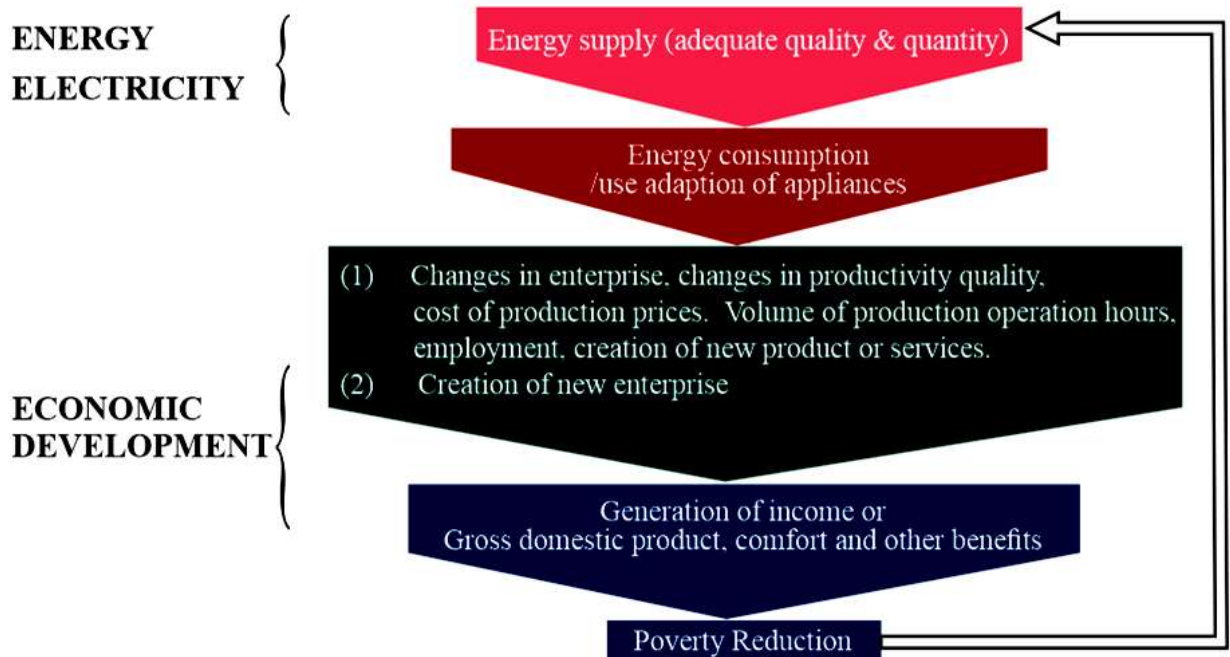 ENERGY
ELECTRICITY
Energy supply (adequate quality & quantity)
Energy consumption
/use adaption of appliances
(1) Changes in enterprise, changes in productivity quality,
cost of production prices. Volume of production operation hours,
employment, creation of new product or services.
(2) Creation of new enterprise
ECONOMIC
DEVELOPMENT
Generation of income or
Gross domestic product, comfort and other benefits
Poverty Reduction